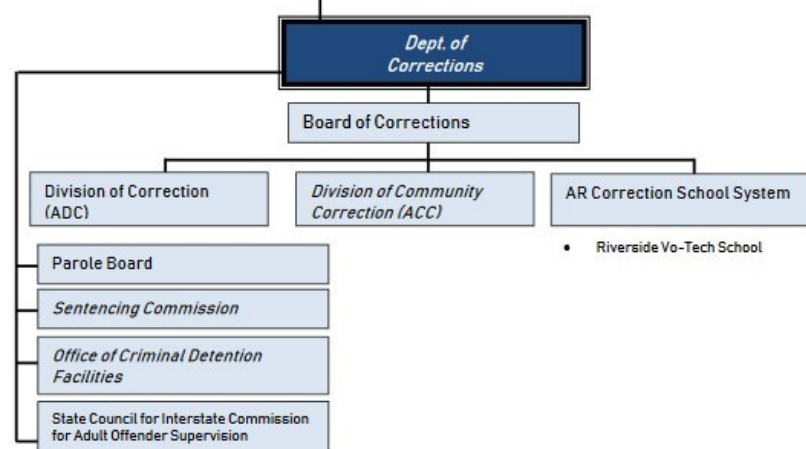 Dept. of
Corrections
Board of Corrections
Division of Correction
(ADC)
Division of Community
Correction (ACC)
AR Correction School System
• Riverside Vo-Tech School
Parole Board
Sentencing Commission
Office of Criminal Detention
Facilities
State Council for Interstate Commission
for Adult Offender Supervision